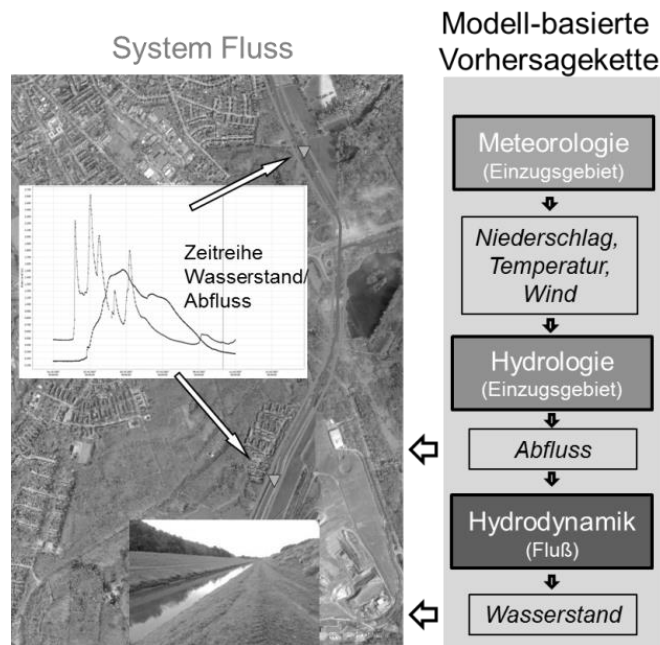 System Fluss
Modell-basierte
Vorhersagekette
Zeitreihe
Wasserstand/
Abfluss
Meteorologie
(Einzugsgebiet)
Niederschlag,
Temperatur,
Wind
Hydrologie
(Einzugsgebiet)
Abfluss
Hydrodynamik
(Fluß)
Wasserstand